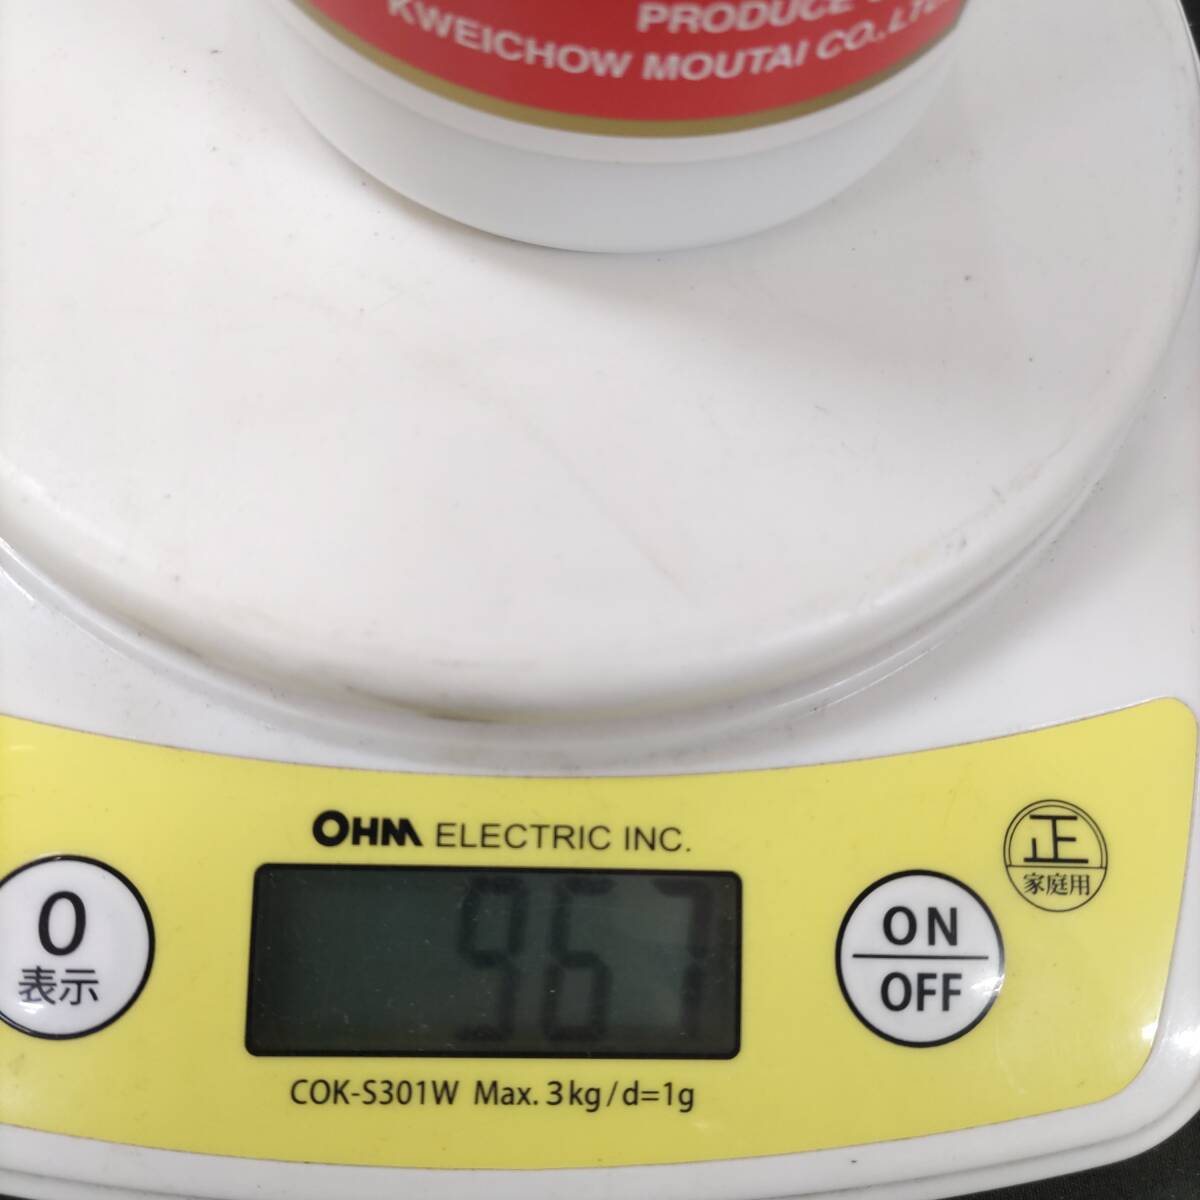 PRODUCE
KWEICHOW MOUTAI CO.,LTD
OHM ELECTRIC INC.
正
家庭用
0
表示
967
ON
OFF
COK-S301W Max. 3kg/d=1g